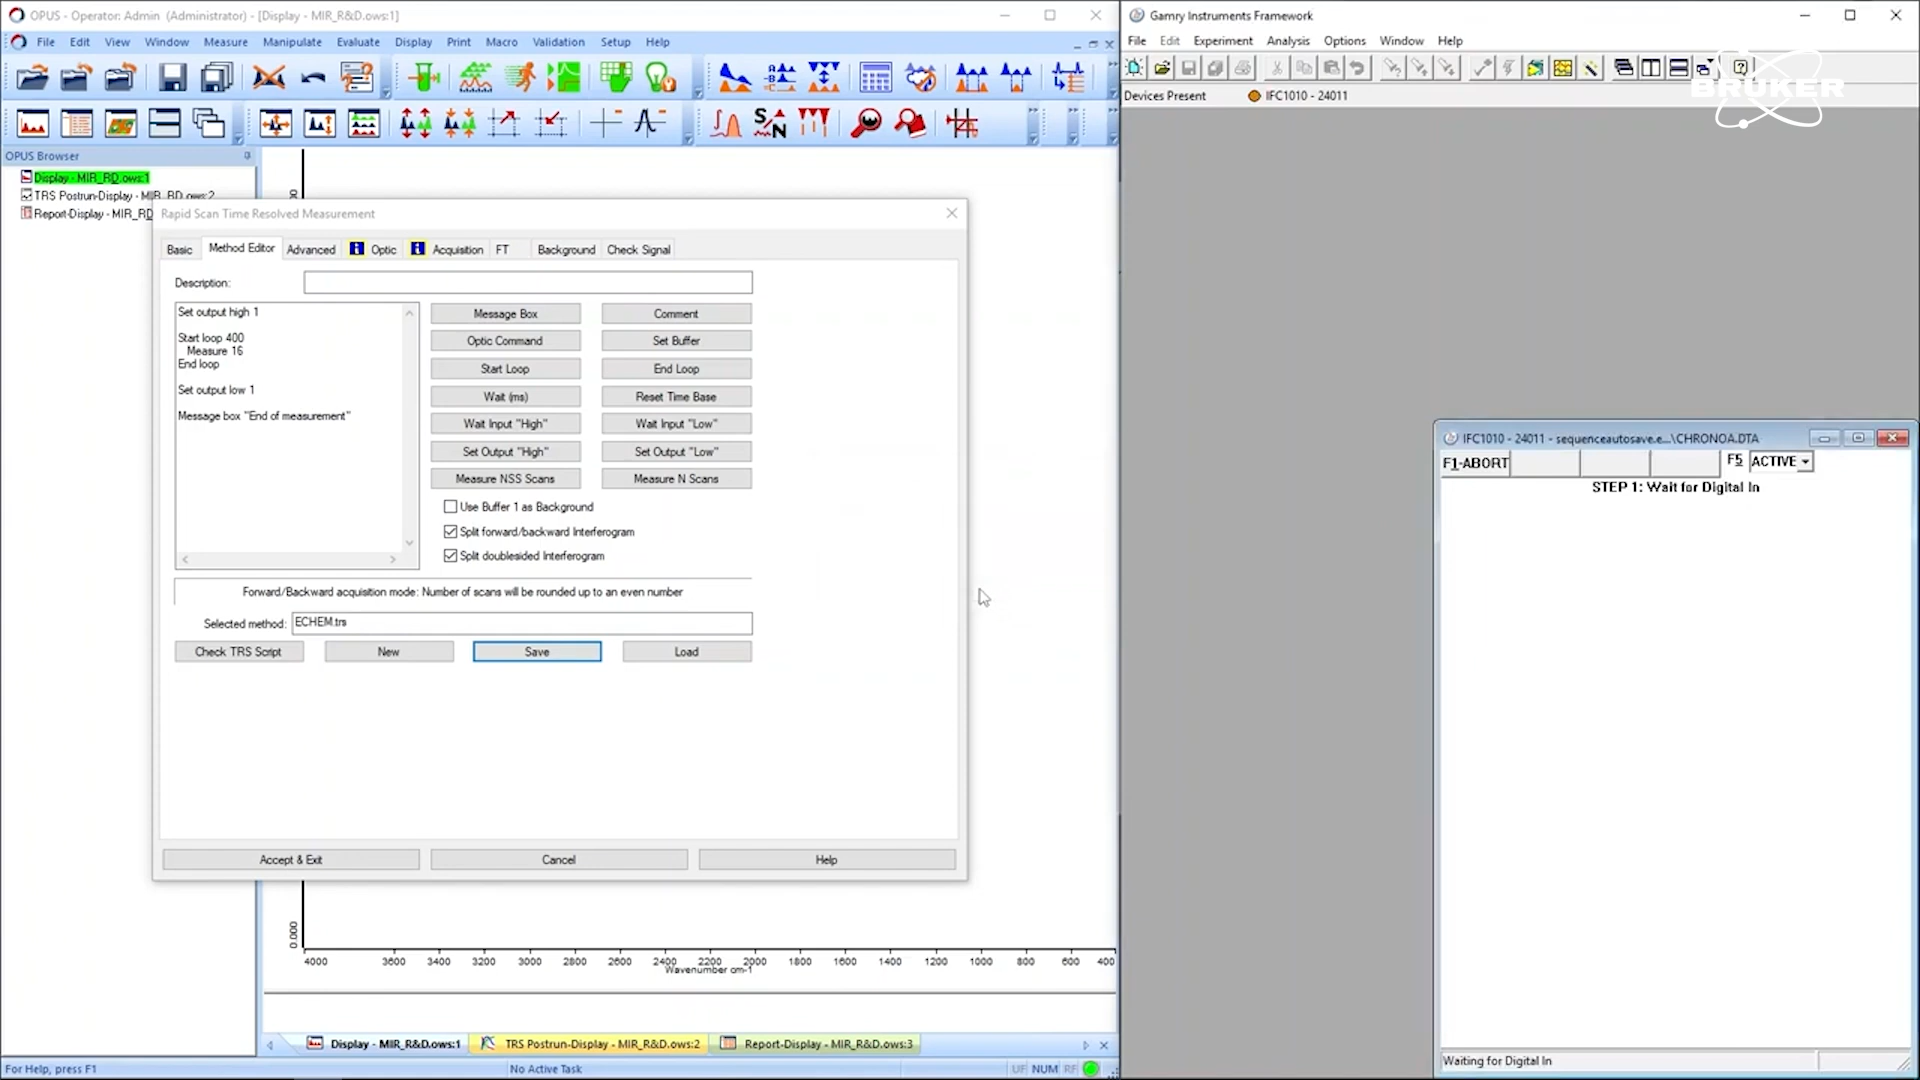 OPUS - Operator: Admin (Administrator) - [Display - MIR_R&D.ows:1]
File Edit View Window Measure Manipulate Evaluate Display Print Macro Validation Setup Help
OPUS Browser
Display - MIR_RD.ows:1
TRS Postrun-Display - MIR_RD.ows:2
Report-Display - MIR_RD
Rapid Scan Time Resolved Measurement
Basic Method Editor Advanced Optic Acquisition FT Background Check Signal
Description:
Set output high 1
Start loop 400
Measure 16
End loop
Set output low 1
Message box "End of measurement"
Message Box Comment
Optic Command Set Buffer
Start Loop End Loop
Wait (ms) Reset Time Base
Wait Input "High" Wait Input "Low"
Set Output "High" Set Output "Low"
Measure NSS Scans Measure N Scans
Use Buffer 1 as Background
Split forward/backward Interferogram
Split doublesided Interferogram
Forward/Backward acquisition mode: Number of scans will be rounded up to an even number
Selected method: ECHEM.trs
Check TRS Script New Save Load
Accept & Exit Cancel Help
0.000
4000 3600 3400 3200 3000 2800 2600 2400 2200 2000 1800 1600 1400 1200 1000 800 600 400
Wavenumber cm-1
Display - MIR_R&D.ows:1 TRS Postrun-Display - MIR_R&D.ows:2 Report-Display - MIR_R&D.ows:3
For Help, press F1 No Active Task UF NUM RF
Gamry Instruments Framework
File Edit Experiment Analysis Options Window Help
BRUKER
Devices Present IFC1010 - 24011
IFC1010 - 24011 - sequenceautosave.e...\CHRONOA.DTA
F1-ABORT F5 ACTIVE
STEP 1: Wait for Digital In
Waiting for Digital In